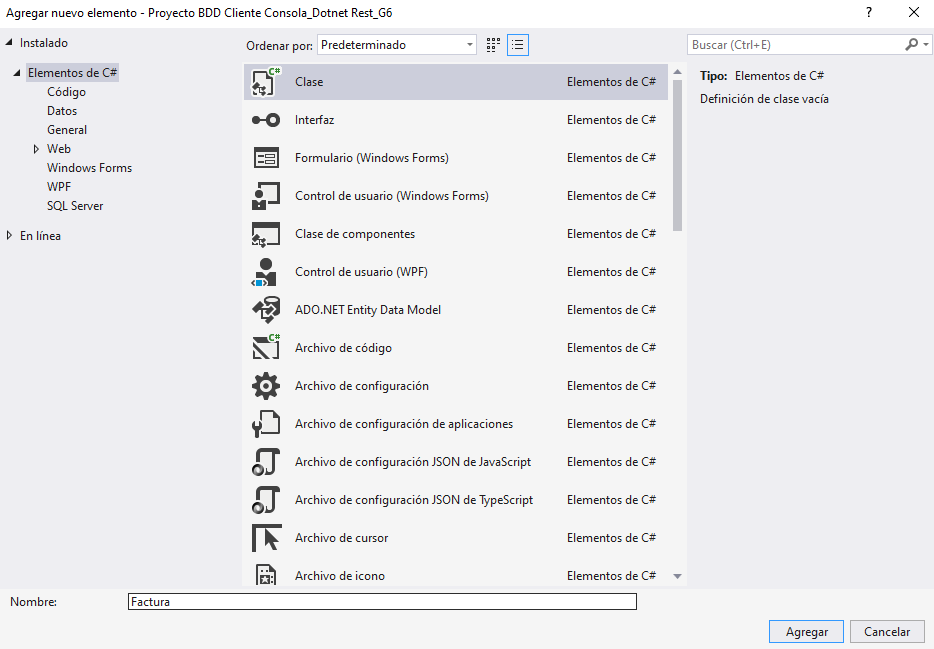 Agregar nuevo elemento - Proyecto BDD Cliente Consola_Dotnet Rest_G6
Instalado
Ordenar por: Predeterminado
Buscar (Ctrl+E)
Elementos de C#
Código
Datos
General
Web
Windows Forms
WPF
SQL Server
En línea
C# Clase Elementos de C#
Interfaz Elementos de C#
Formulario (Windows Forms) Elementos de C#
Control de usuario (Windows Forms) Elementos de C#
Clase de componentes Elementos de C#
Control de usuario (WPF) Elementos de C#
ADO.NET Entity Data Model Elementos de C#
C# Archivo de código Elementos de C#
Archivo de configuración Elementos de C#
Archivo de configuración de aplicaciones Elementos de C#
Archivo de configuración JSON de JavaScript Elementos de C#
Archivo de configuración JSON de TypeScript Elementos de C#
Archivo de cursor Elementos de C#
Archivo de icono Elementos de C#
Tipo: Elementos de C#
Definición de clase vacía
Nombre: Factura
Agregar Cancelar